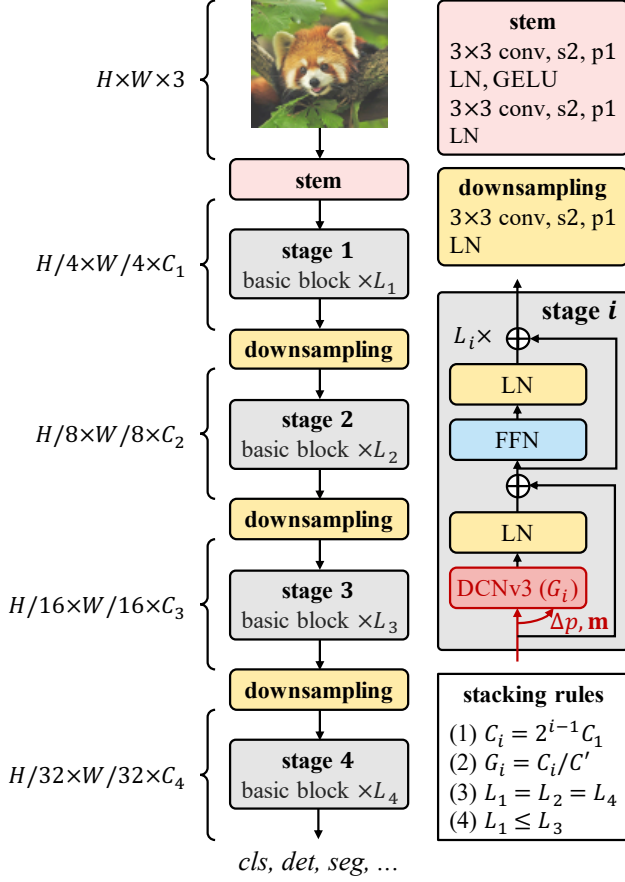 H×W×3
stem
stage 1
basic block ×L₁
H/4×W/4×C₁
downsampling
stage 2
basic block ×L₂
H/8×W/8×C₂
downsampling
stage 3
basic block ×L₃
H/16×W/16×C₃
downsampling
stage 4
basic block ×L₄
H/32×W/32×C₄
cls, det, seg, ...
stem
3×3 conv, s2, p1
LN, GELU
3×3 conv, s2, p1
LN
downsampling
3×3 conv, s2, p1
LN
stage i
Lᵢ×
LN
FFN
LN
DCNv3 (Gᵢ)
Δp, m
stacking rules
(1) Cᵢ = 2ⁱ⁻¹C₁
(2) Gᵢ = Cᵢ/C′
(3) L₁ = L₂ = L₄
(4) L₁ ≤ L₃